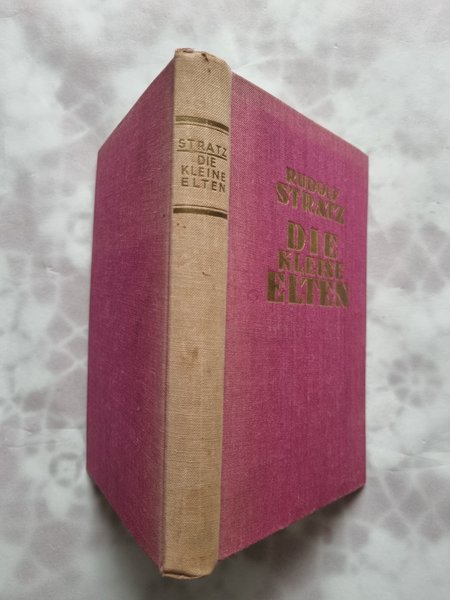 STRATZ
DIE
KLEINE
ELTEN
RUDOLF
STRATZ
DIE
KLEINE
ELTEN